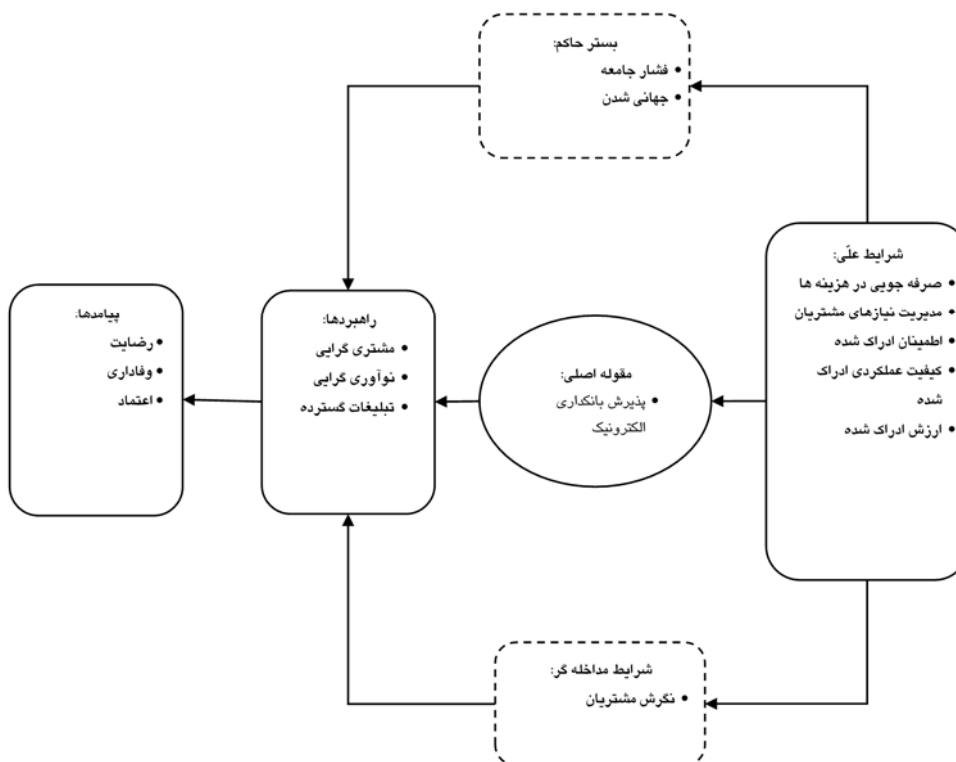 بستر حاکم:
• فشار جامعه
• جهانی شدن
شرایط علّی:
• صرفه جویی در هزینه ها
• مدیریت نیازهای مشتریان
• اطمینان ادراک شده
• کیفیت عملکردی ادراک
شده
• ارزش ادراک شده
مقوله اصلی:
• پذیرش بانکداری
الکترونیک
راهبردها:
• مشتری گرایی
• نوآوری گرایی
• تبلیغات گسترده
پیامدها:
• رضایت
• وفاداری
• اعتماد
شرایط مداخله گر:
• نگرش مشتریان